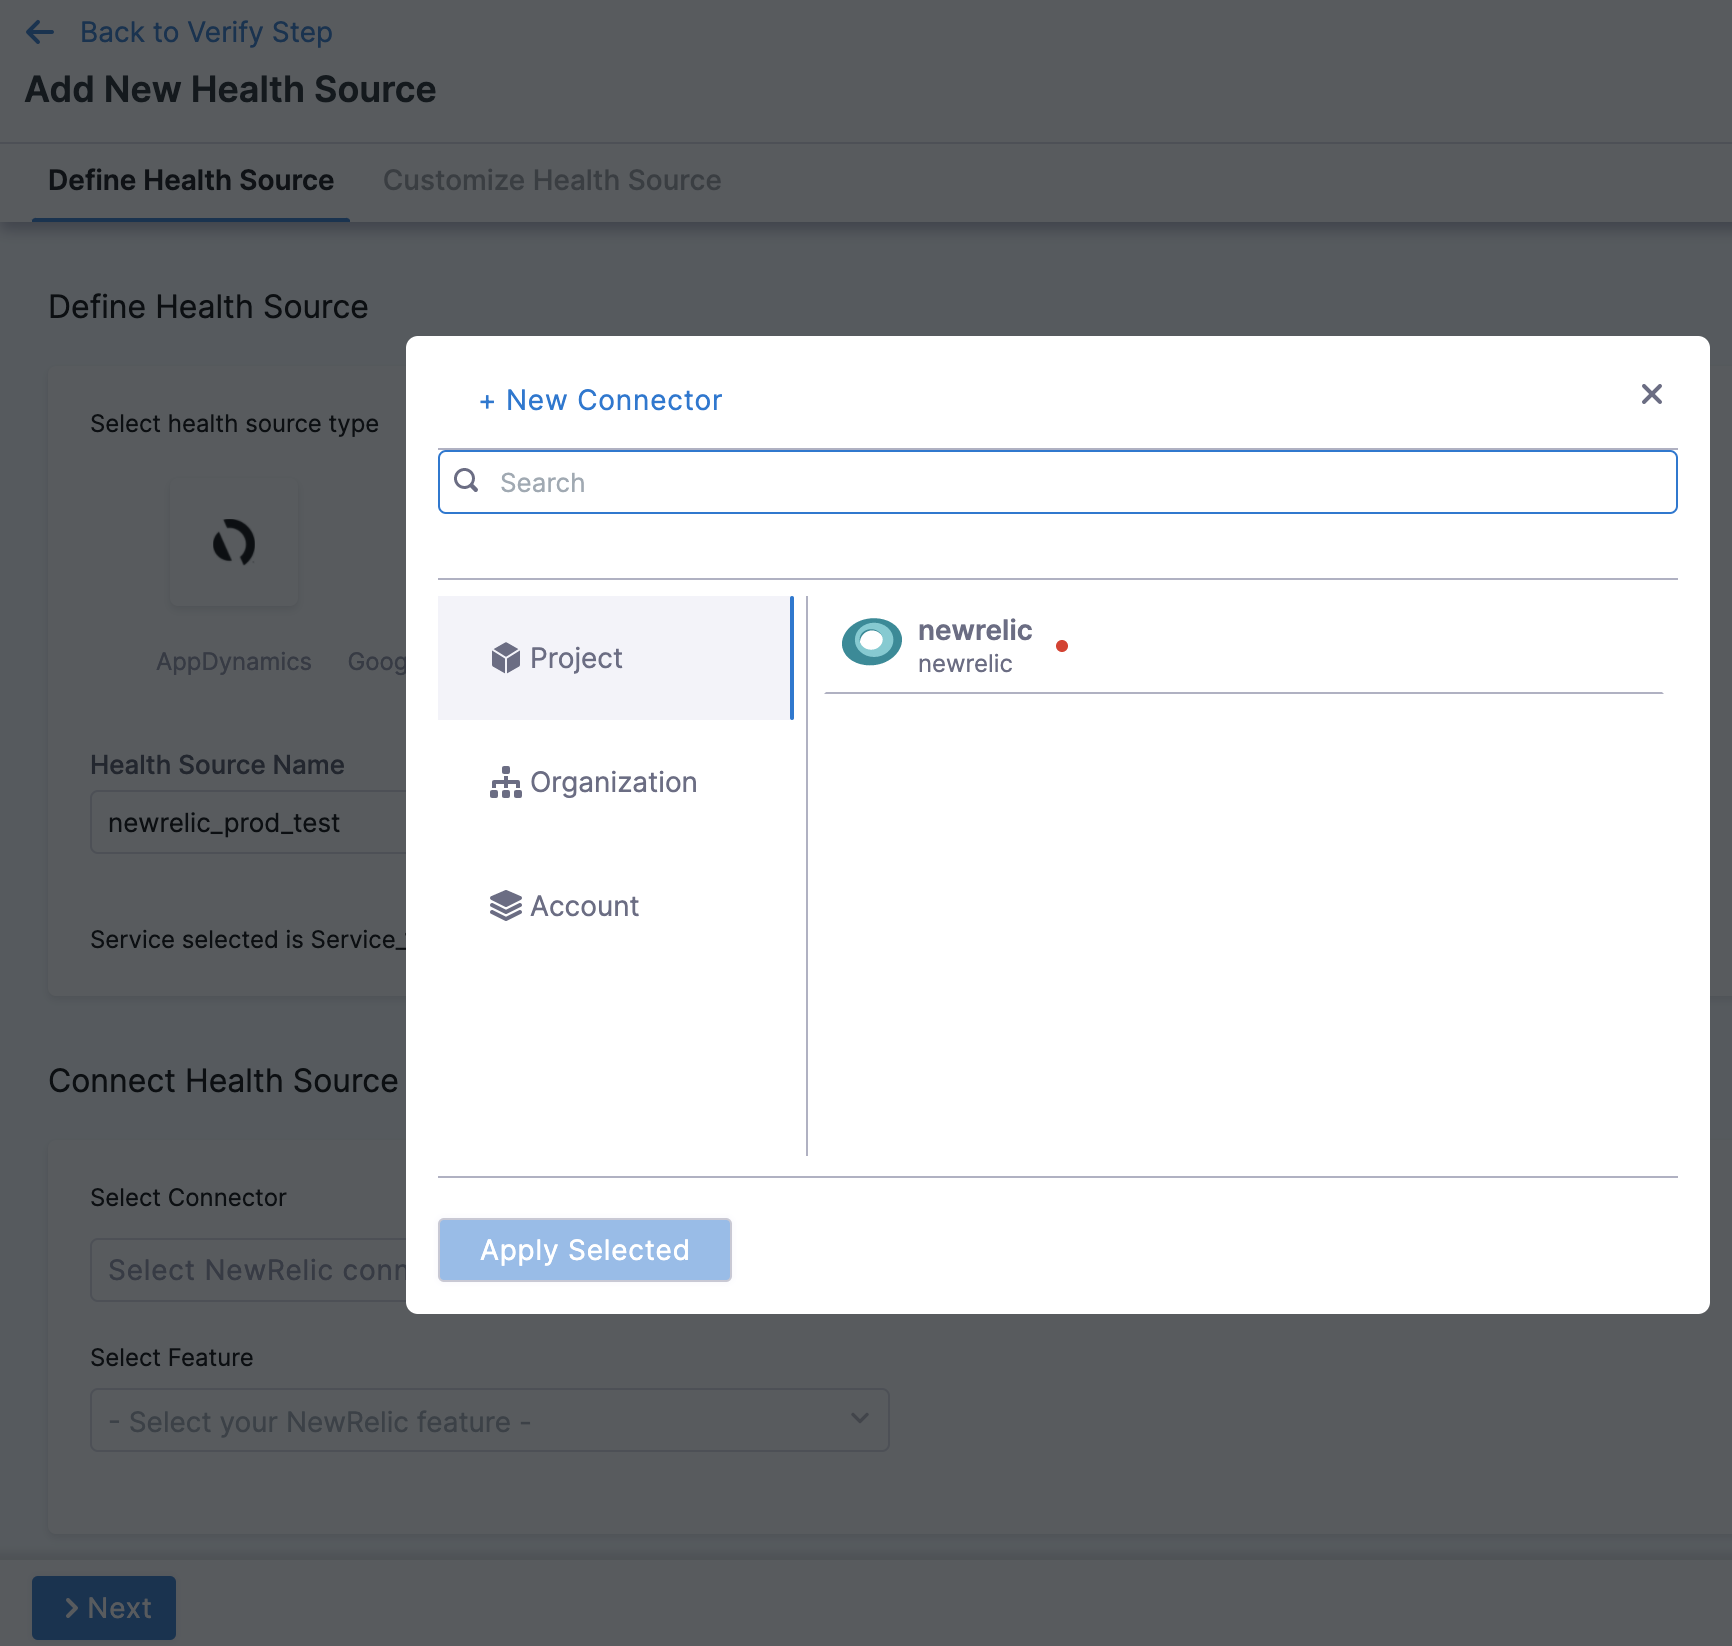 Back to Verify Step
Add New Health Source
Define Health Source
Customize Health Source
Define Health Source
Select health source type
AppDynamics
Goog
Health Source Name
newrelic_prod_test
Service selected is Service_
Connect Health Source
Select Connector
Select NewRelic conn
Select Feature
- Select your NewRelic feature -
Next
+ New Connector
Search
Project
Organization
Account
newrelic
newrelic
Apply Selected